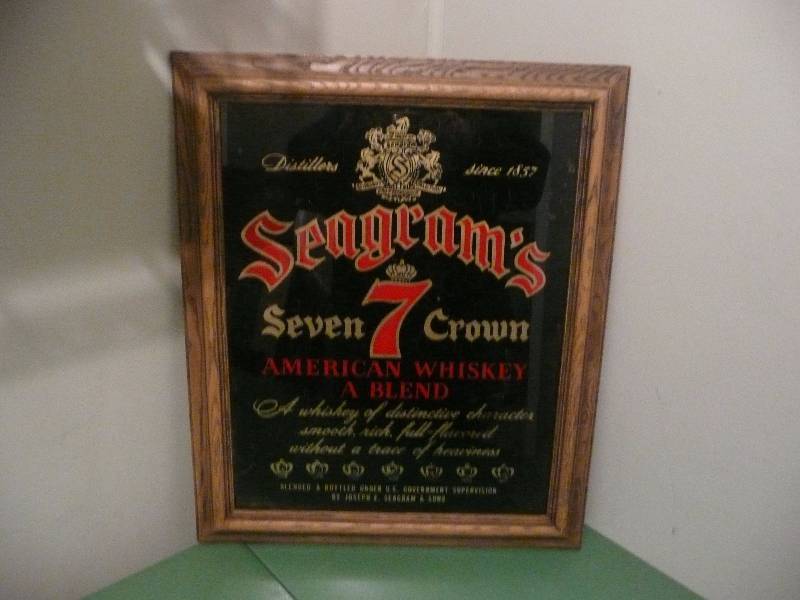 Distillers since 1857
S
Seagram's
Seven 7 Crown
AMERICAN WHISKEY
A BLEND
A whiskey of distinctive character
smooth, rich, full-flavored
without a trace of heaviness
BLENDED & BOTTLED UNDER U.S. GOVERNMENT SUPERVISION
BY JOSEPH E. SEAGRAM & SONS